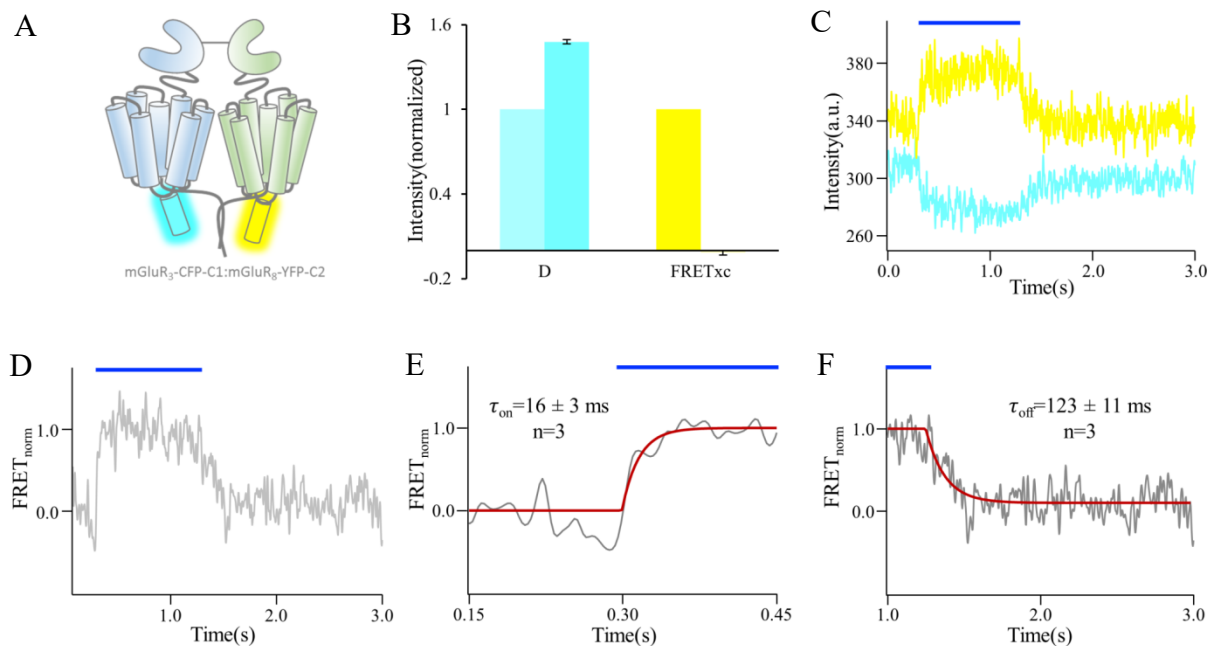 A
mGluR3-CFP-C1:mGluR8-YFP-C2
B
Intensity(normalized)
1.6
1
0.4
-0.2
D
FRETxc
C
Intensity(a.u.)
380
340
300
260
0.0
1.0
2.0
3.0
Time(s)
D
FRETnorm
1.0
0.0
1.0
2.0
3.0
Time(s)
E
τon=16 ± 3 ms
n=3
FRETnorm
1.0
0.0
0.15
0.30
0.45
Time(s)
F
τoff=123 ± 11 ms
n=3
FRETnorm
1.0
0.0
1.0
2.0
3.0
Time(s)